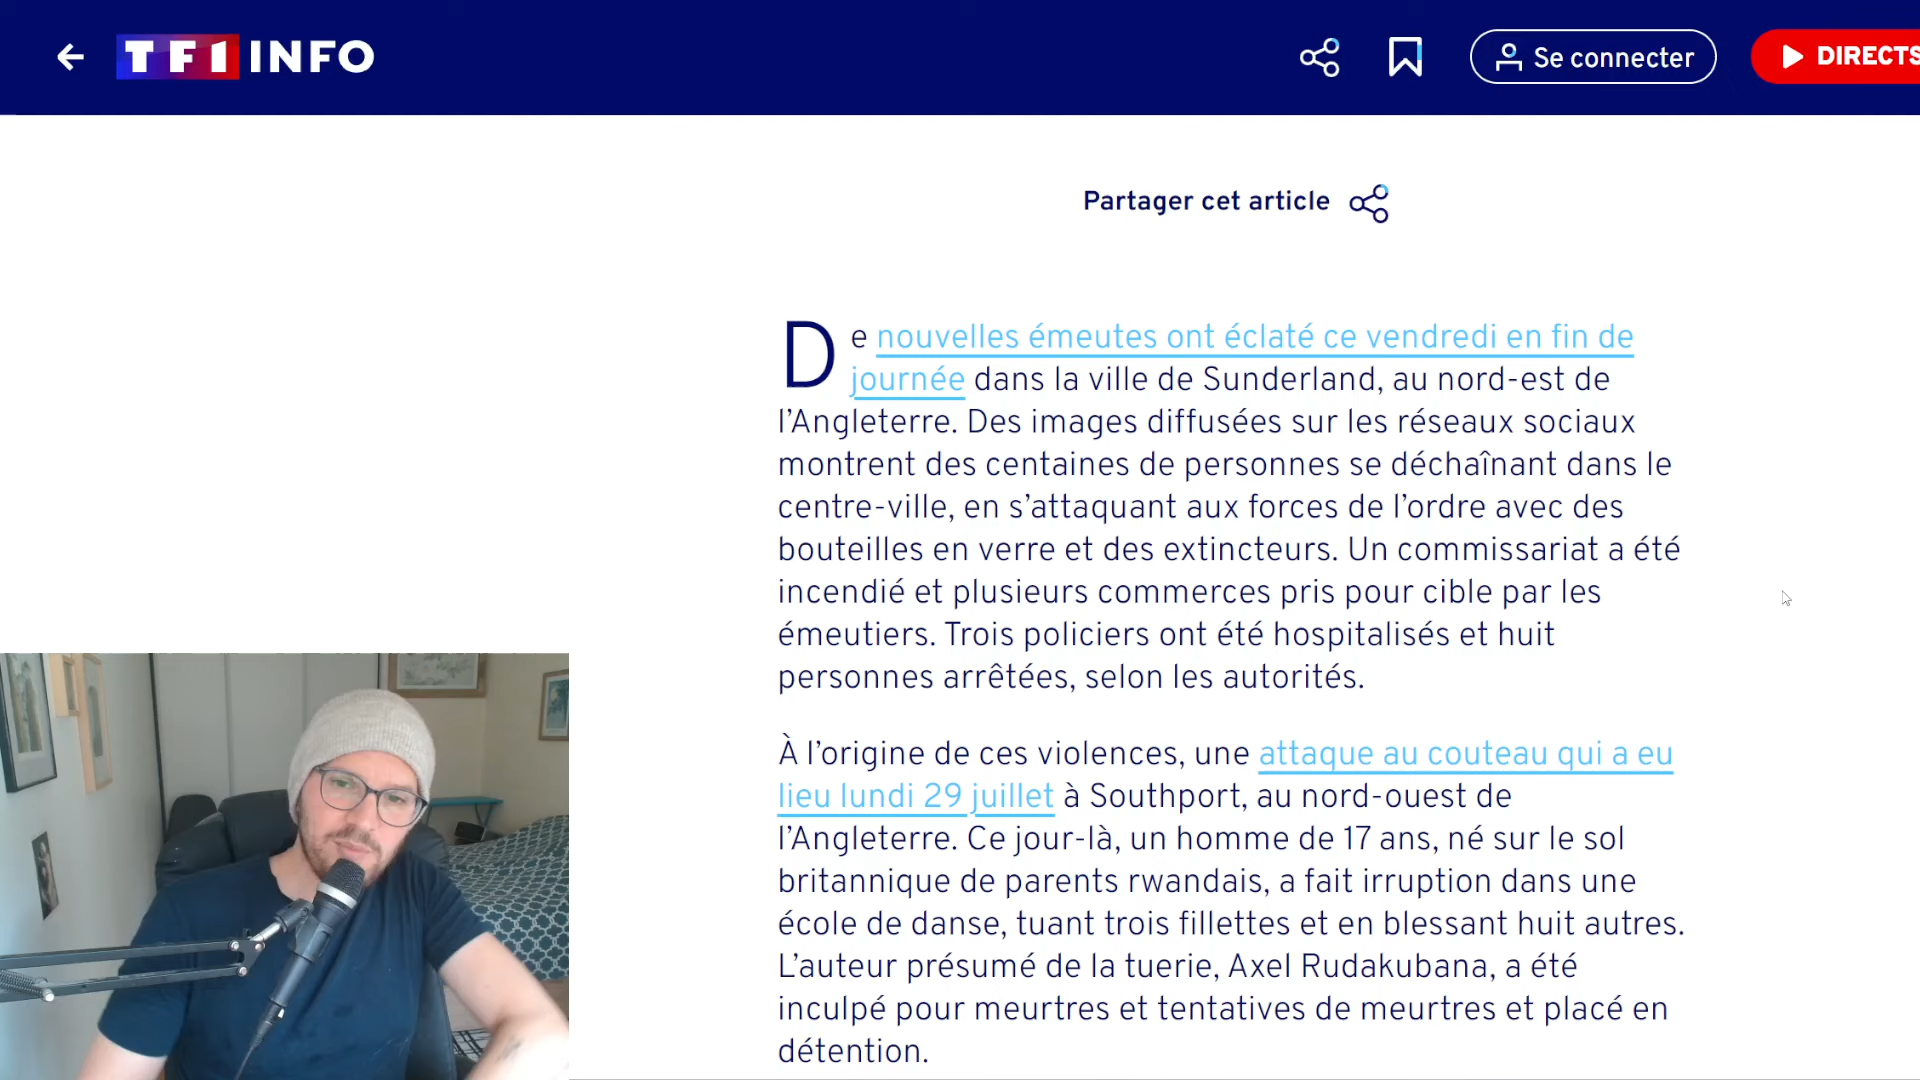 TF1 INFO
Se connecter
DIRECTS
Partager cet article
De nouvelles émeutes ont éclaté ce vendredi en fin de
journée dans la ville de Sunderland, au nord-est de
l’Angleterre. Des images diffusées sur les réseaux sociaux
montrent des centaines de personnes se déchaînant dans le
centre-ville, en s’attaquant aux forces de l’ordre avec des
bouteilles en verre et des extincteurs. Un commissariat a été
incendié et plusieurs commerces pris pour cible par les
émeutiers. Trois policiers ont été hospitalisés et huit
personnes arrêtées, selon les autorités.
À l’origine de ces violences, une attaque au couteau qui a eu
lieu lundi 29 juillet à Southport, au nord-ouest de
l’Angleterre. Ce jour-là, un homme de 17 ans, né sur le sol
britannique de parents rwandais, a fait irruption dans une
école de danse, tuant trois fillettes et en blessant huit autres.
L’auteur présumé de la tuerie, Axel Rudakubana, a été
inculpé pour meurtres et tentatives de meurtres et placé en
détention.